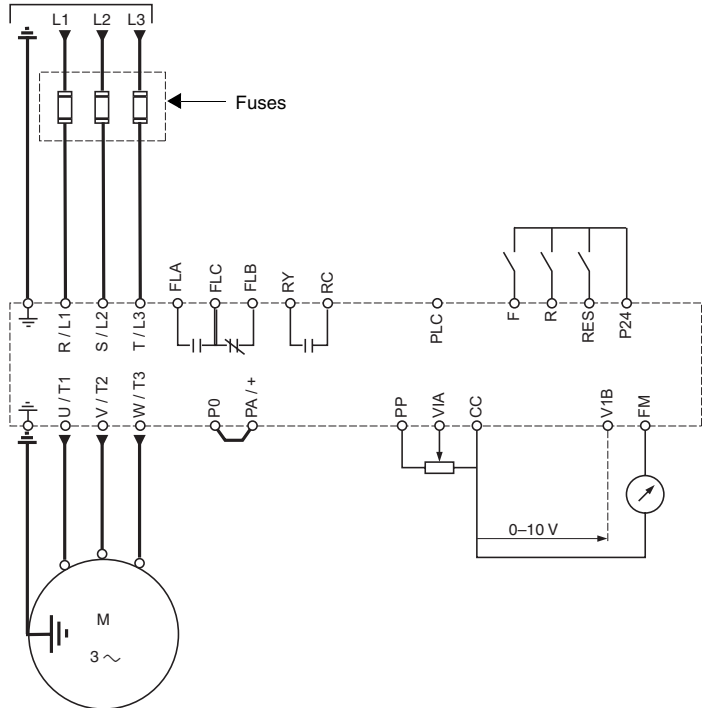 L1 L2 L3
Fuses
FLA FLC FLB RY RC
R / L1 S / L2 T / L3
PLC
F R RES P24
U / T1 V / T2 W / T3
P0 PA / +
PP VIA CC
V1B FM
0–10 V
M
3 ~